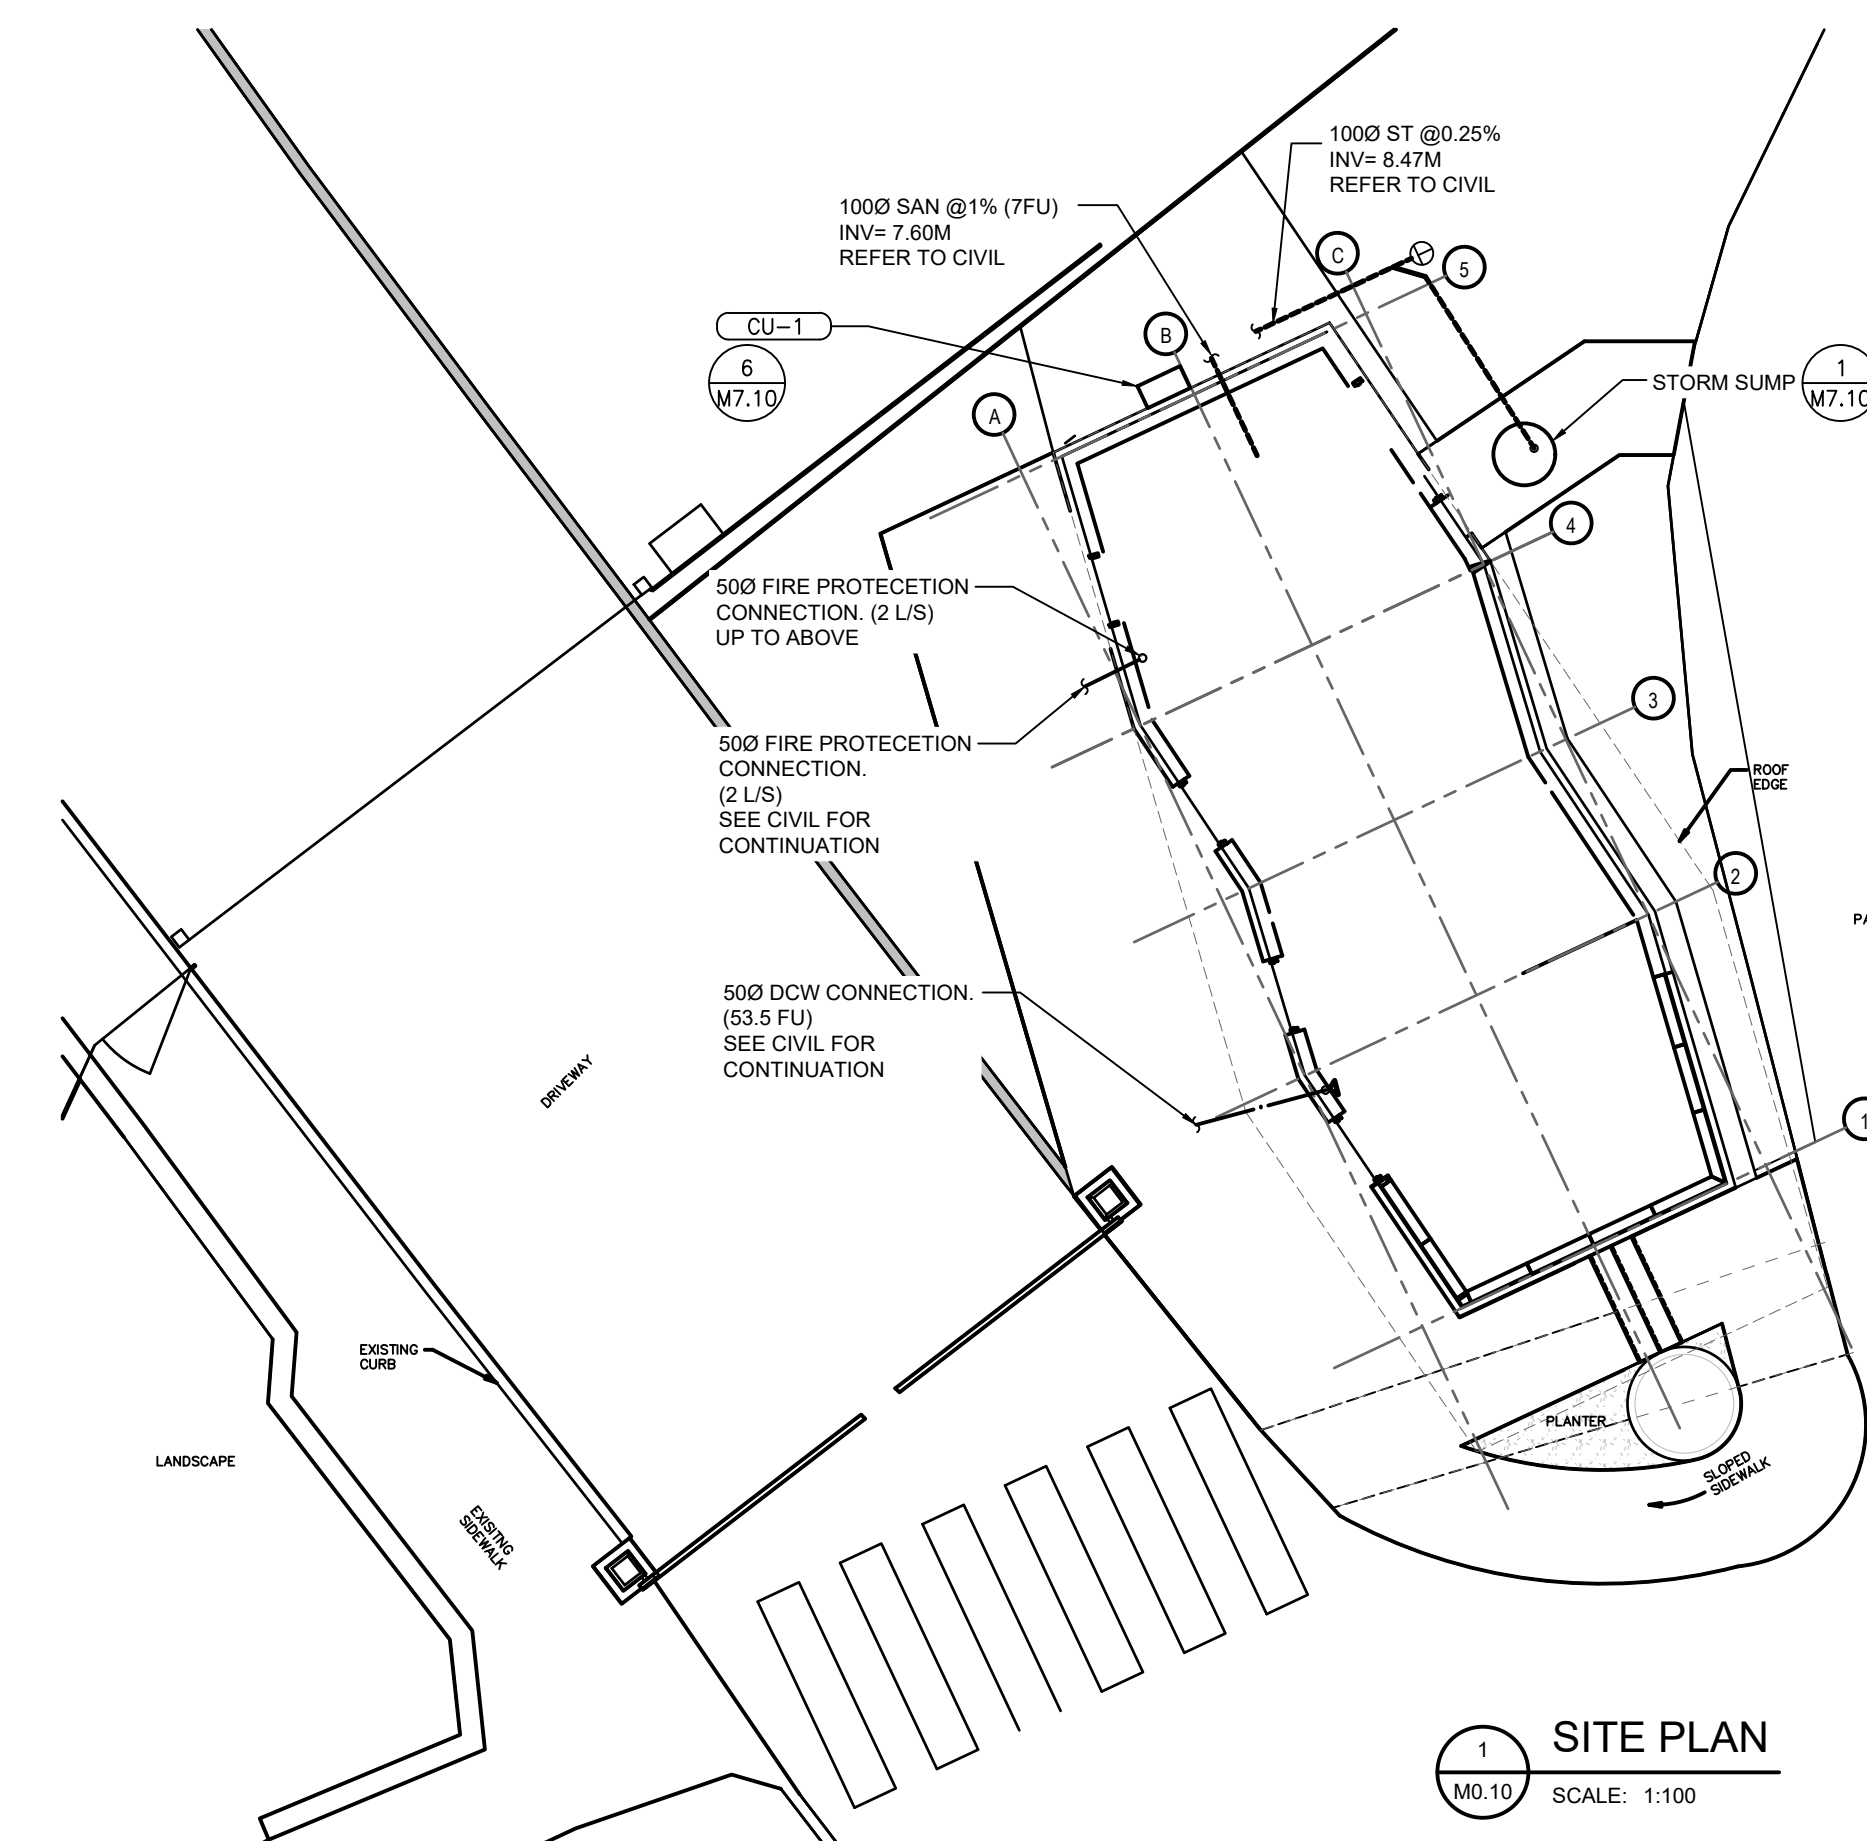 100Ø ST @0.25%
INV= 8.47M
REFER TO CIVIL
100Ø SAN @1% (7FU)
INV= 7.60M
REFER TO CIVIL
C
5
CU-1
B
6
M7.10
STORM SUMP
1
M7.10
A
4
50Ø FIRE PROTECETION
CONNECTION. (2 L/S)
UP TO ABOVE
3
50Ø FIRE PROTECETION
CONNECTION.
(2 L/S)
SEE CIVIL FOR
CONTINUATION
ROOF
EDGE
2
PA
50Ø DCW CONNECTION.
(53.5 FU)
SEE CIVIL FOR
CONTINUATION
DRIVEWAY
1
EXISTING
CURB
PLANTER
LANDSCAPE
SLOPED
SIDEWALK
EXISITNG
SIDEWALK
1
M0.10
SITE PLAN
SCALE: 1:100